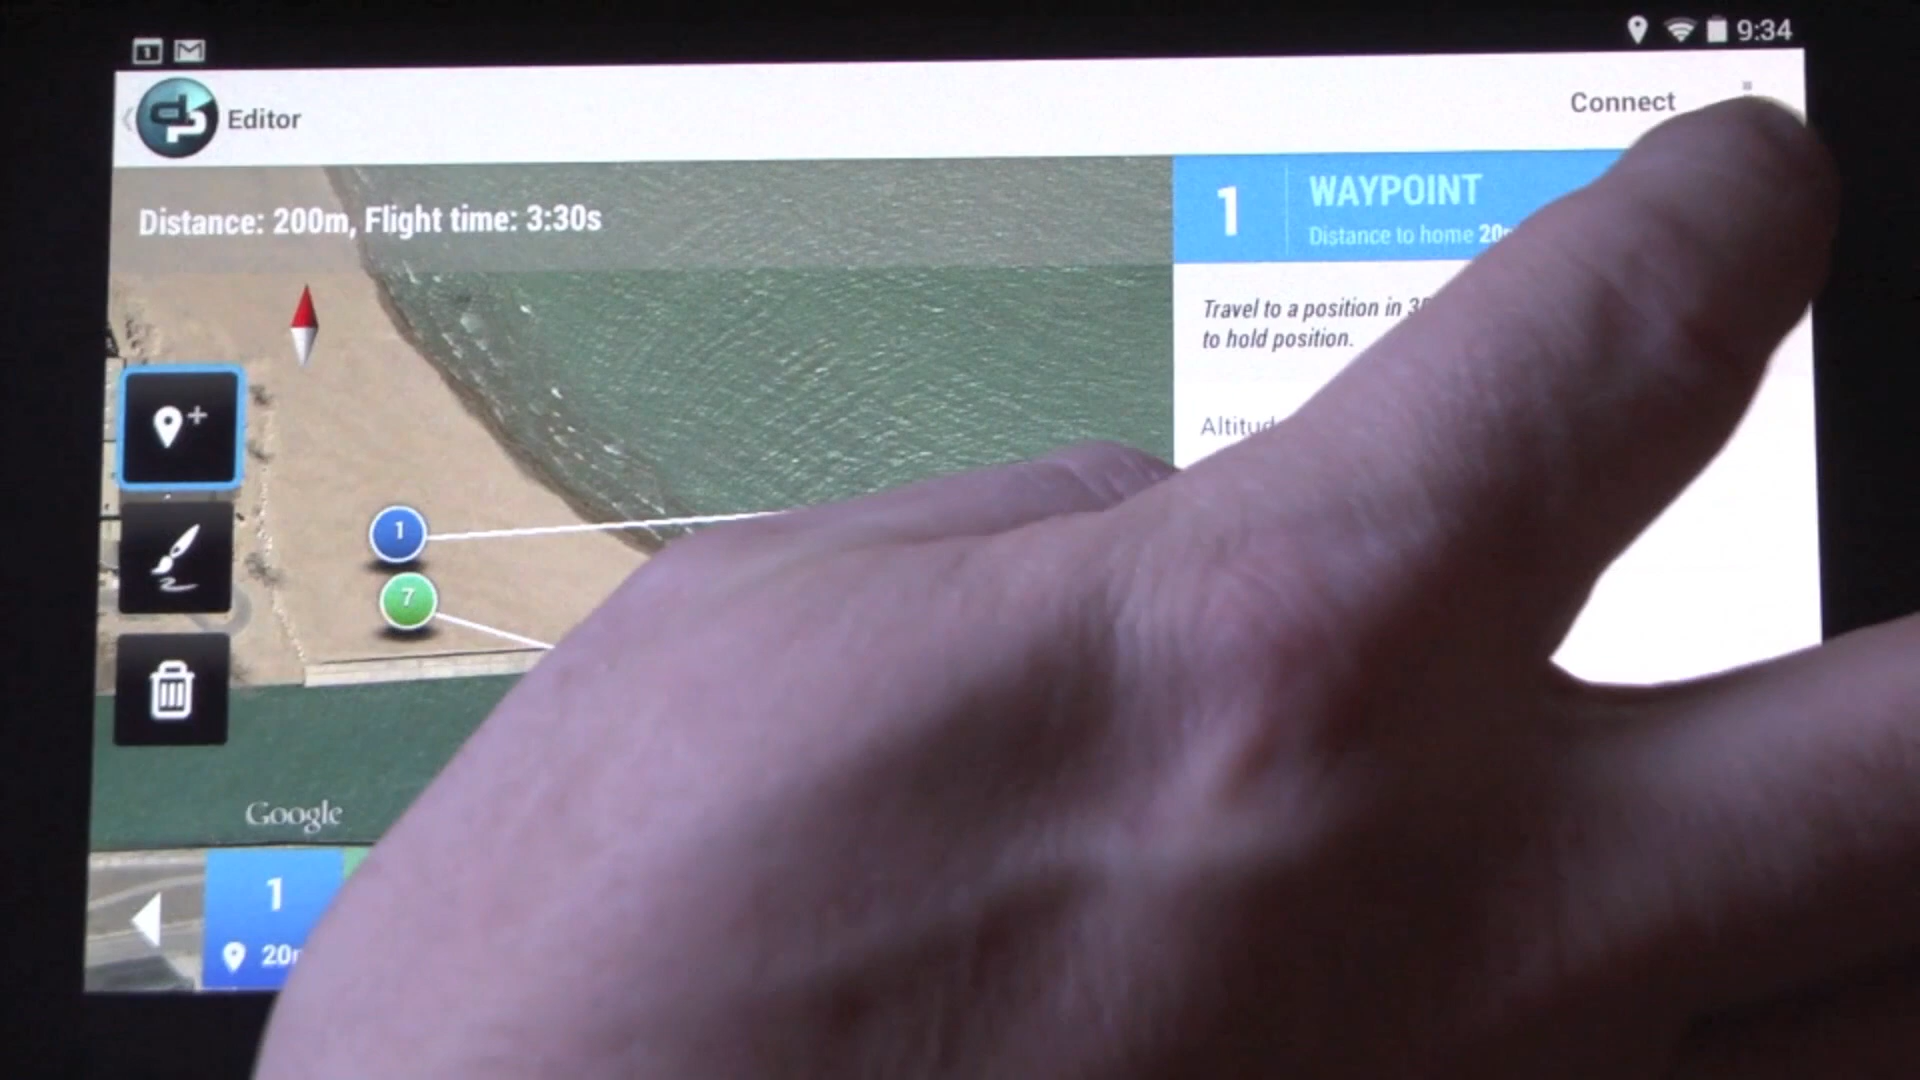 9:34
Editor
Connect
Distance: 200m, Flight time: 3:30s
1
WAYPOINT
Distance to home
Travel to a position in
to hold position.
1
7
Google
1